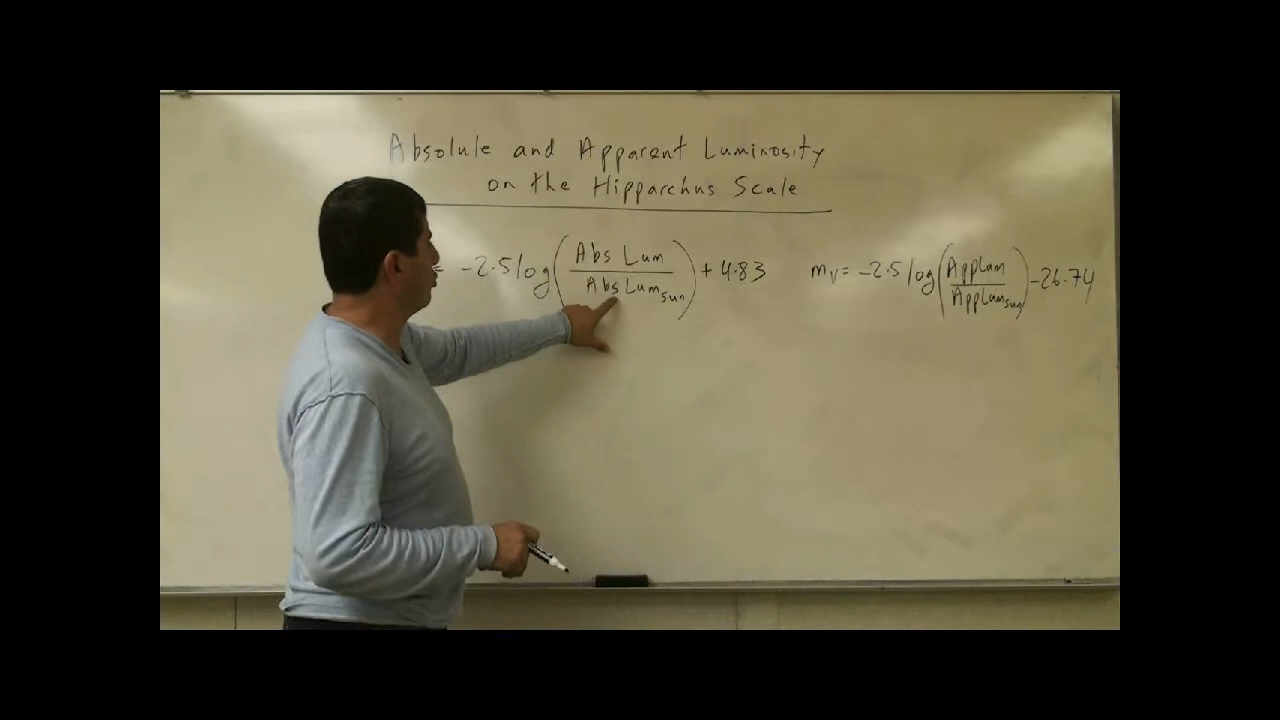 Absolute and Apparent Luminosity
on the Hipparchus Scale
= -2.5 log(Abs Lum / Abs Lum sun) + 4.83
mv = -2.5 log(AppLum / AppLum sun) - 26.74